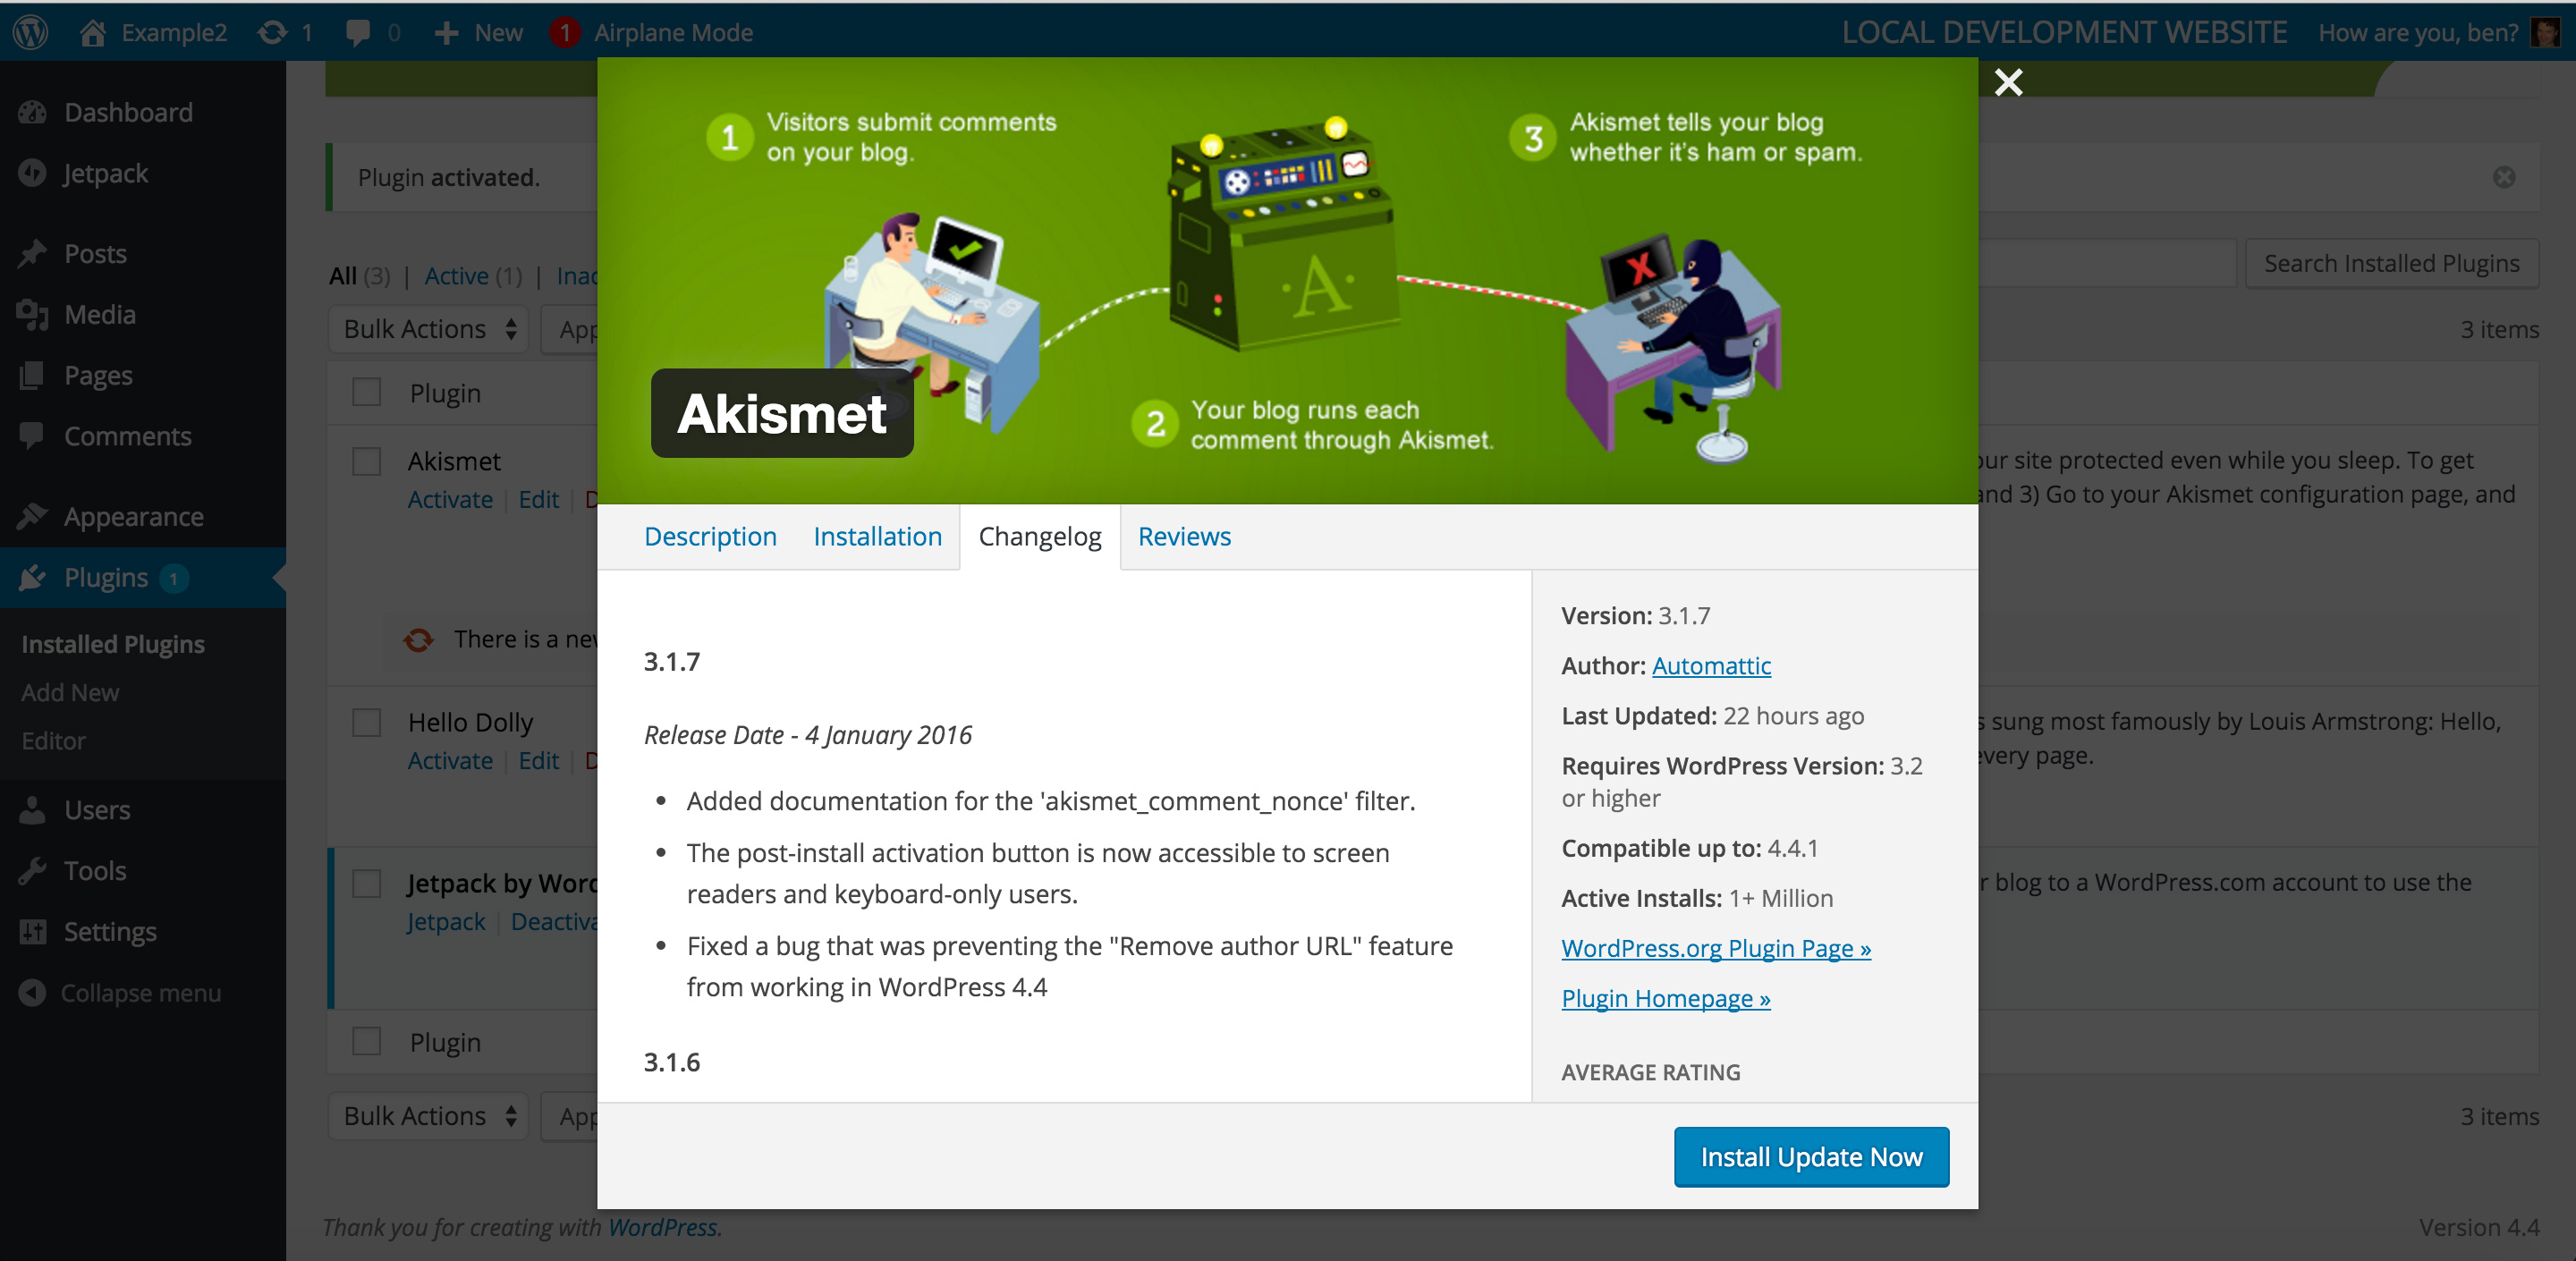 Example2 1 0 New 1 Airplane Mode LOCAL DEVELOPMENT WEBSITE How are you, ben?
Dashboard
Jetpack
Posts
Media
Pages
Comments
Appearance
Plugins 1
Installed Plugins
Add New
Editor
Users
Tools
Settings
Collapse menu
Plugin activated.
All (3) | Active (1) |
Search Installed Plugins
Bulk Actions
3 items
Plugin
Akismet
Activate | Edit |
There is a
Hello Dolly
Activate | Edit |
Jetpack by
Jetpack |
Plugin
Bulk Actions
3 items
Thank you for creating with WordPress.
Version 4.4
site protected even while you sleep. To get
and 3) Go to your Akismet configuration page, and
sung most famously by Louis Armstrong: Hello,
every page.
blog to a WordPress.com account to use the
1 Visitors submit comments
on your blog.
A
2 Your blog runs each
comment through Akismet.
3 Akismet tells your blog
whether it's ham or spam.
Akismet
Description Installation Changelog Reviews
3.1.7
Release Date - 4 January 2016
• Added documentation for the 'akismet_comment_nonce' filter.
• The post-install activation button is now accessible to screen
readers and keyboard-only users.
• Fixed a bug that was preventing the "Remove author URL" feature
from working in WordPress 4.4
3.1.6
Version: 3.1.7
Author: Automattic
Last Updated: 22 hours ago
Requires WordPress Version: 3.2
or higher
Compatible up to: 4.4.1
Active Installs: 1+ Million
WordPress.org Plugin Page »
Plugin Homepage »
AVERAGE RATING
Install Update Now